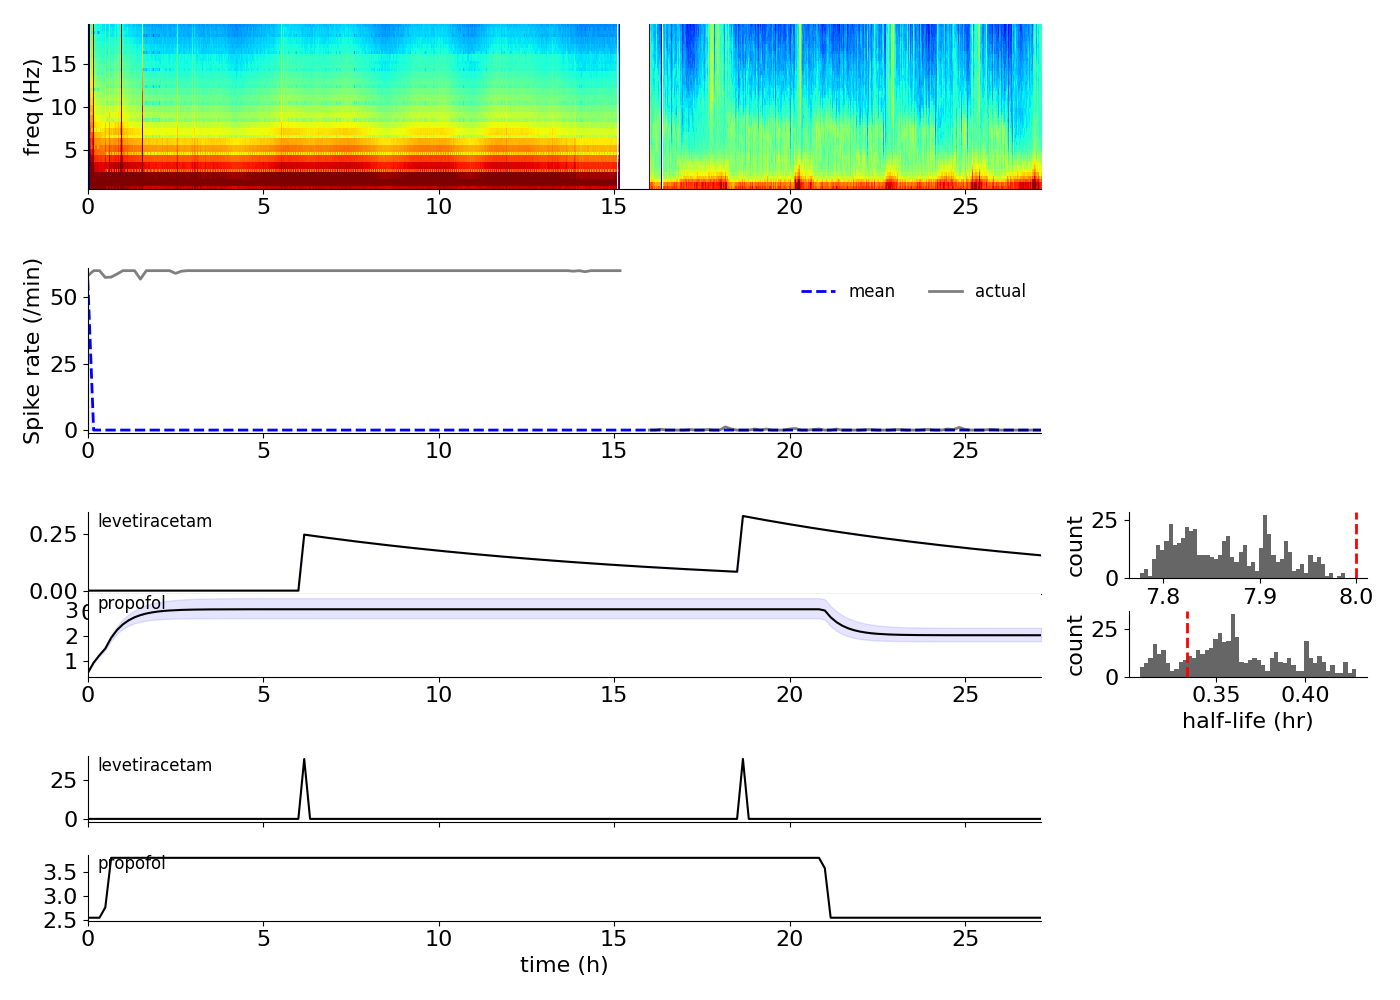 freq (Hz)
15
10
5
0 5 10 15 20 25
Spike rate (/min)
50
25
0
mean actual
0 5 10 15 20 25
levetiracetam
0.25
0.00
propofol
3
2
1
0 5 10 15 20 25
count
25
0
7.8 7.9 8.0
count
25
0
0.35 0.40
half-life (hr)
levetiracetam
25
0
propofol
3.5
3.0
2.5
0 5 10 15 20 25
time (h)